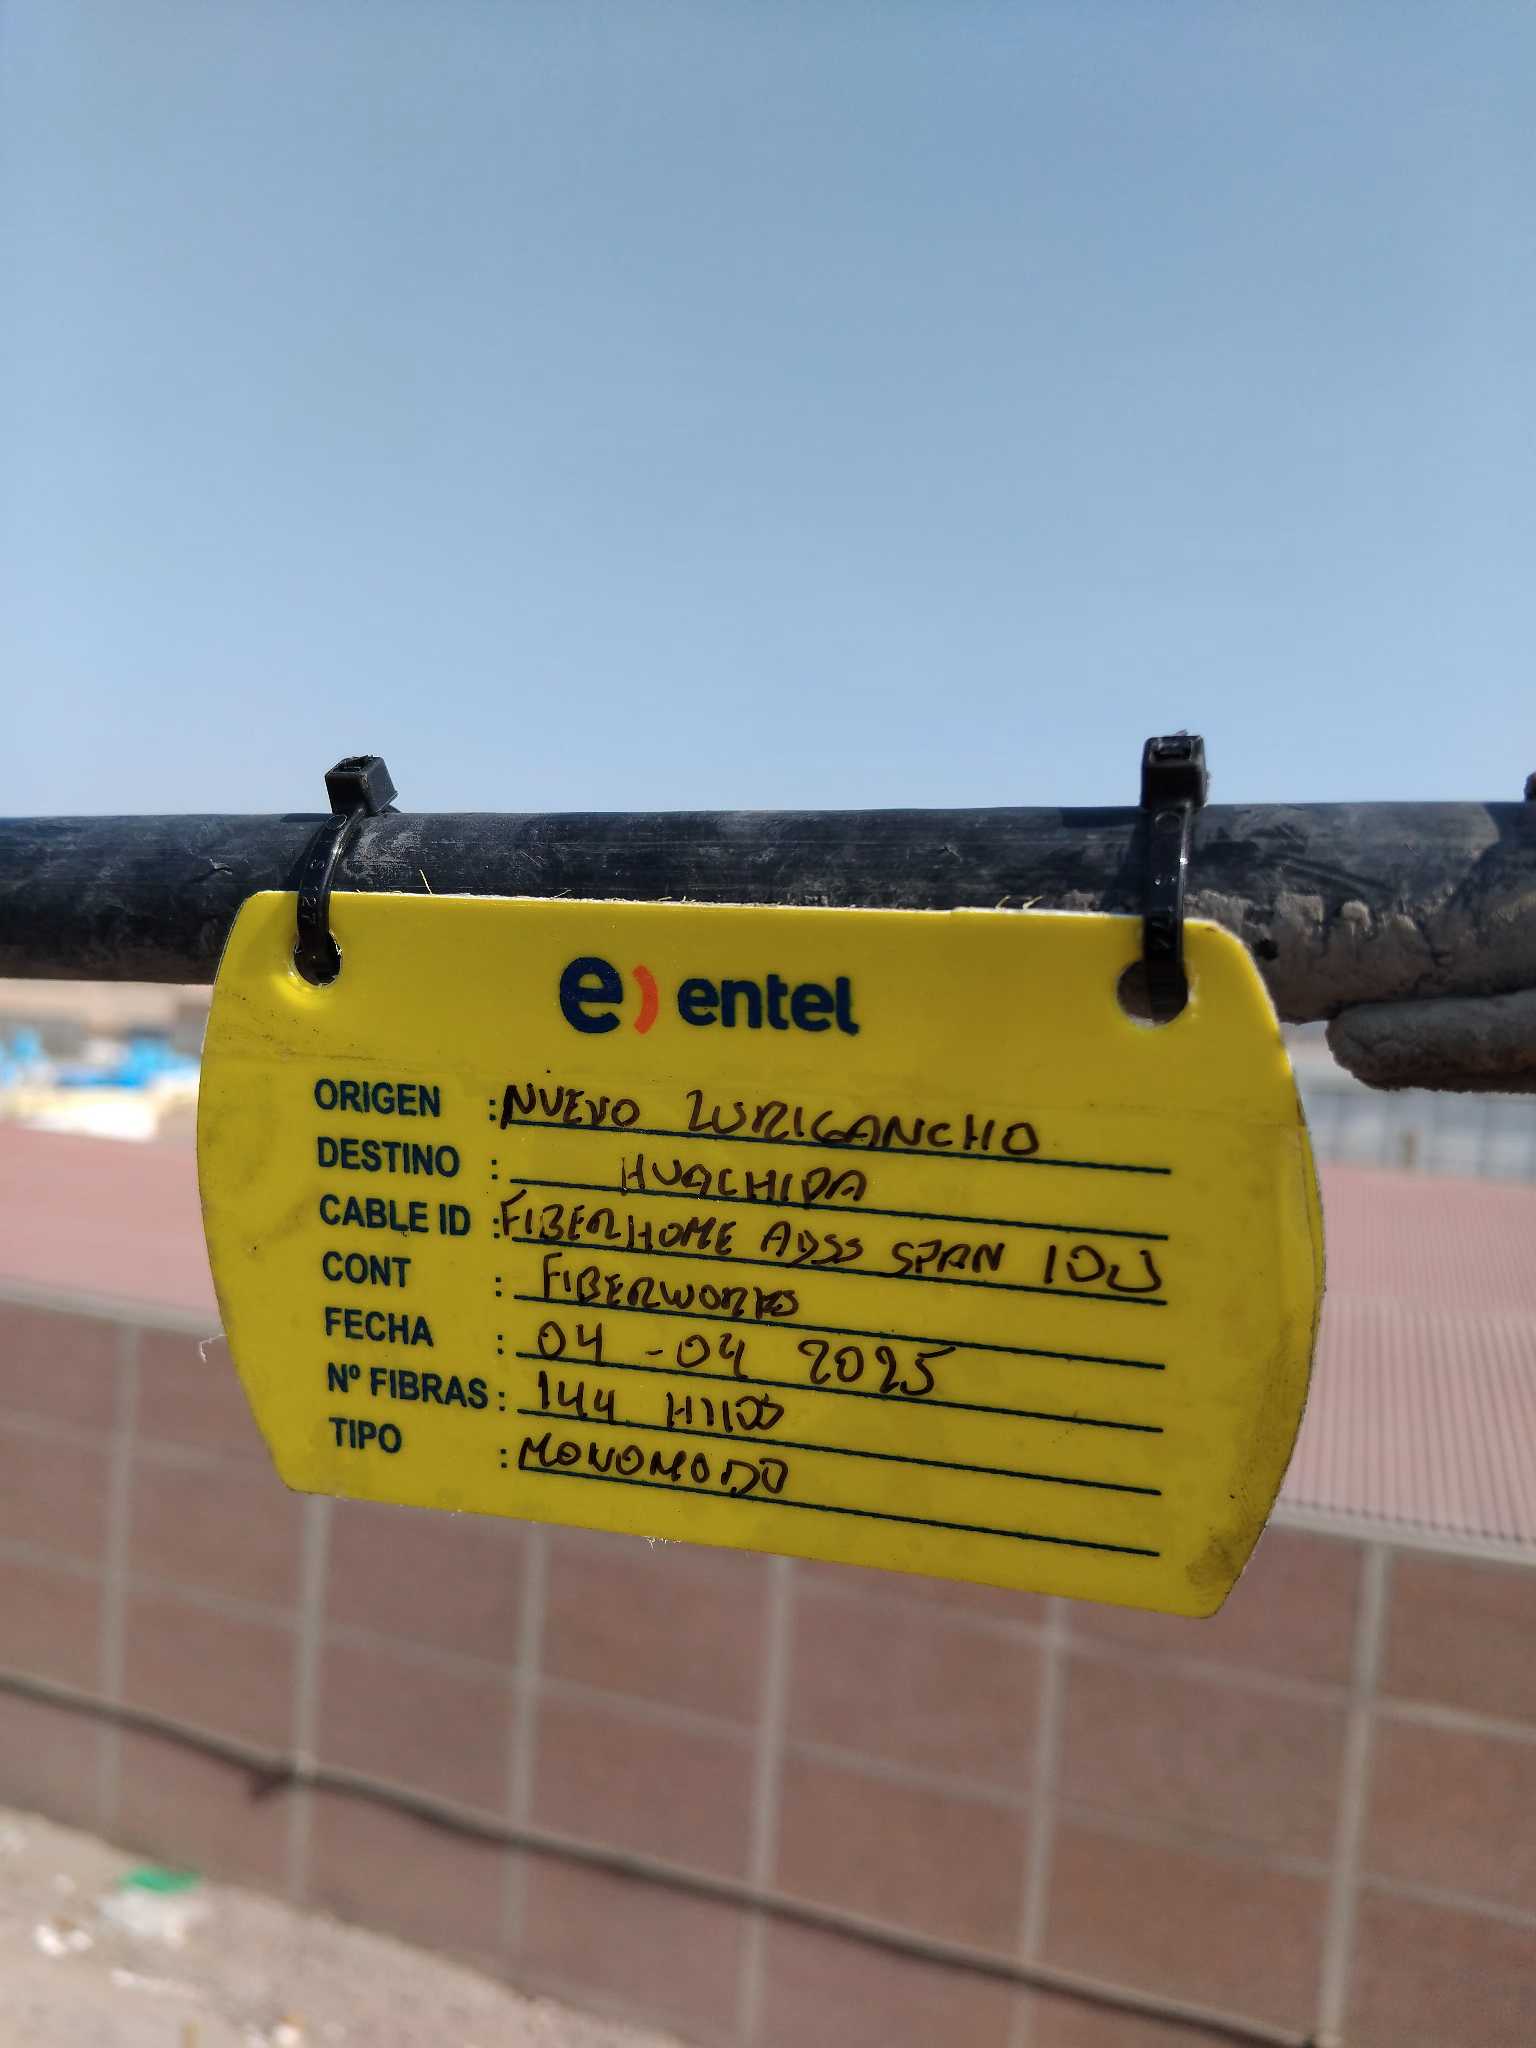 e) entel
ORIGEN : NUEVO LURIGANCHO
DESTINO : HUACHIPA
CABLE ID : FIBERHOME ADSS SPAN 100
CONT : FIBERWORKS
FECHA : 04 - 04 2025
Nº FIBRAS : 144 HILOS
TIPO : MONOMODO